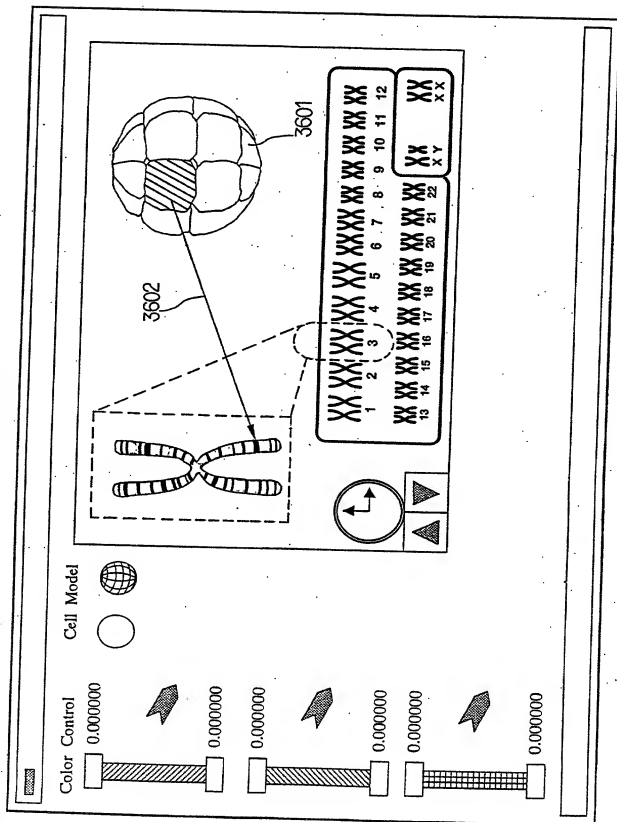 Color Control
Cell Model
0.000000
0.000000
0.000000
0.000000
0.000000
0.000000
3602
3601
1 2 3 4 5 6 7 8 9 10 11 12
13 14 15 16 17 18 19 20 21 22
X Y
X X